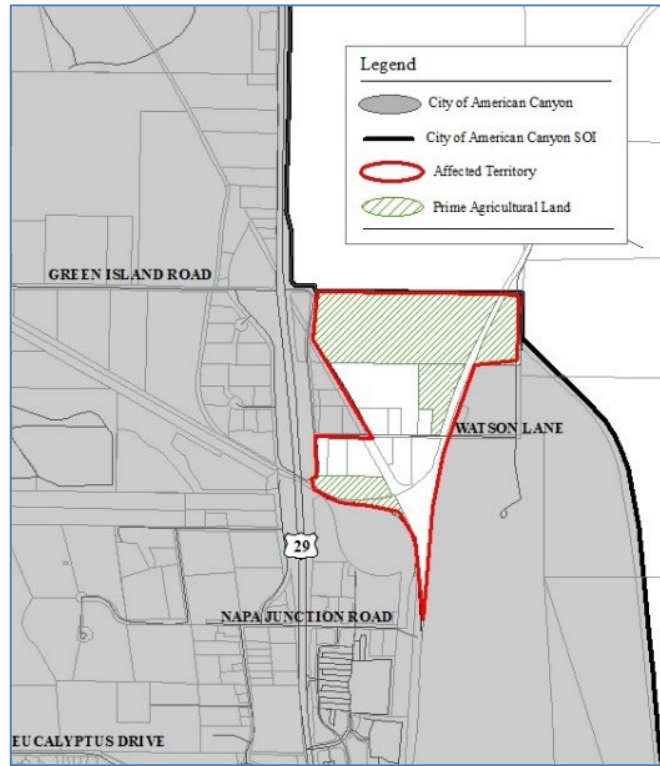 Legend
City of American Canyon
City of American Canyon SOI
Affected Territory
Prime Agricultural Land
GREEN ISLAND ROAD
WATSON LANE
29
NAPA JUNCTION ROAD
EUCALYPTUS DRIVE